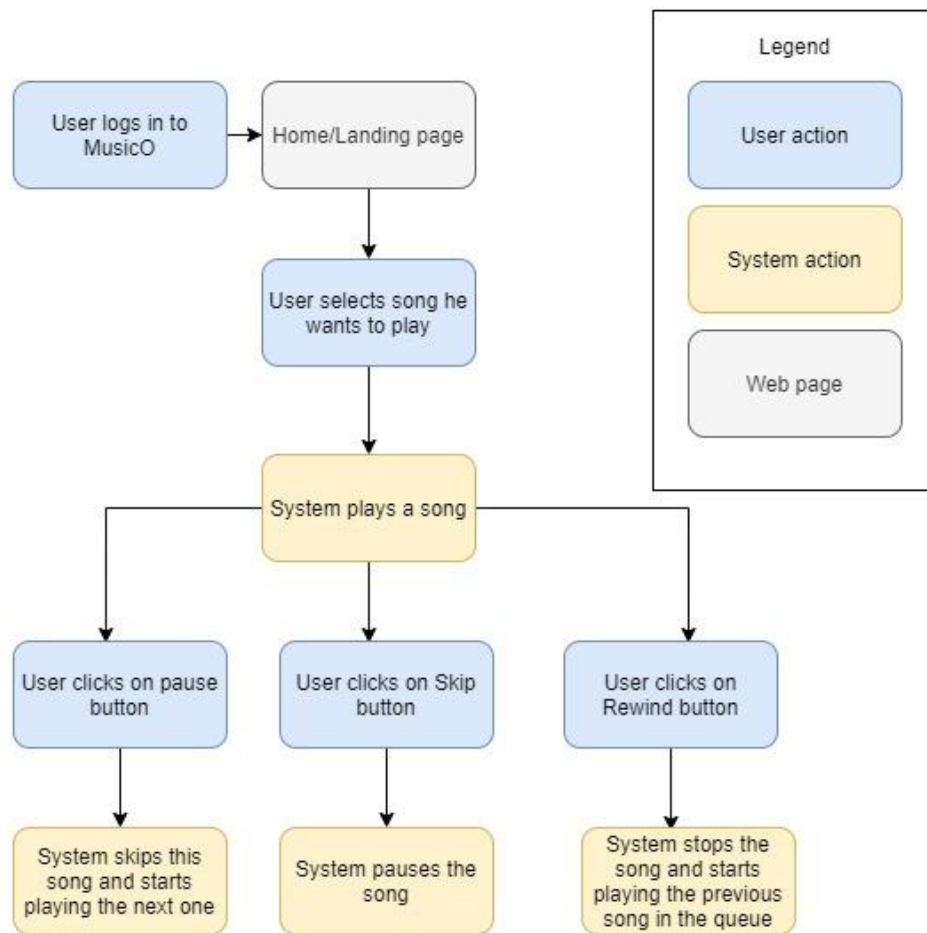 Legend
User logs in to
MusicO
Home/Landing page
User action
System action
Web page
User selects song he
wants to play
System plays a song
User clicks on pause
button
User clicks on Skip
button
User clicks on
Rewind button
System skips this
song and starts
playing the next one
System pauses the
song
System stops the
song and starts
playing the previous
song in the queue